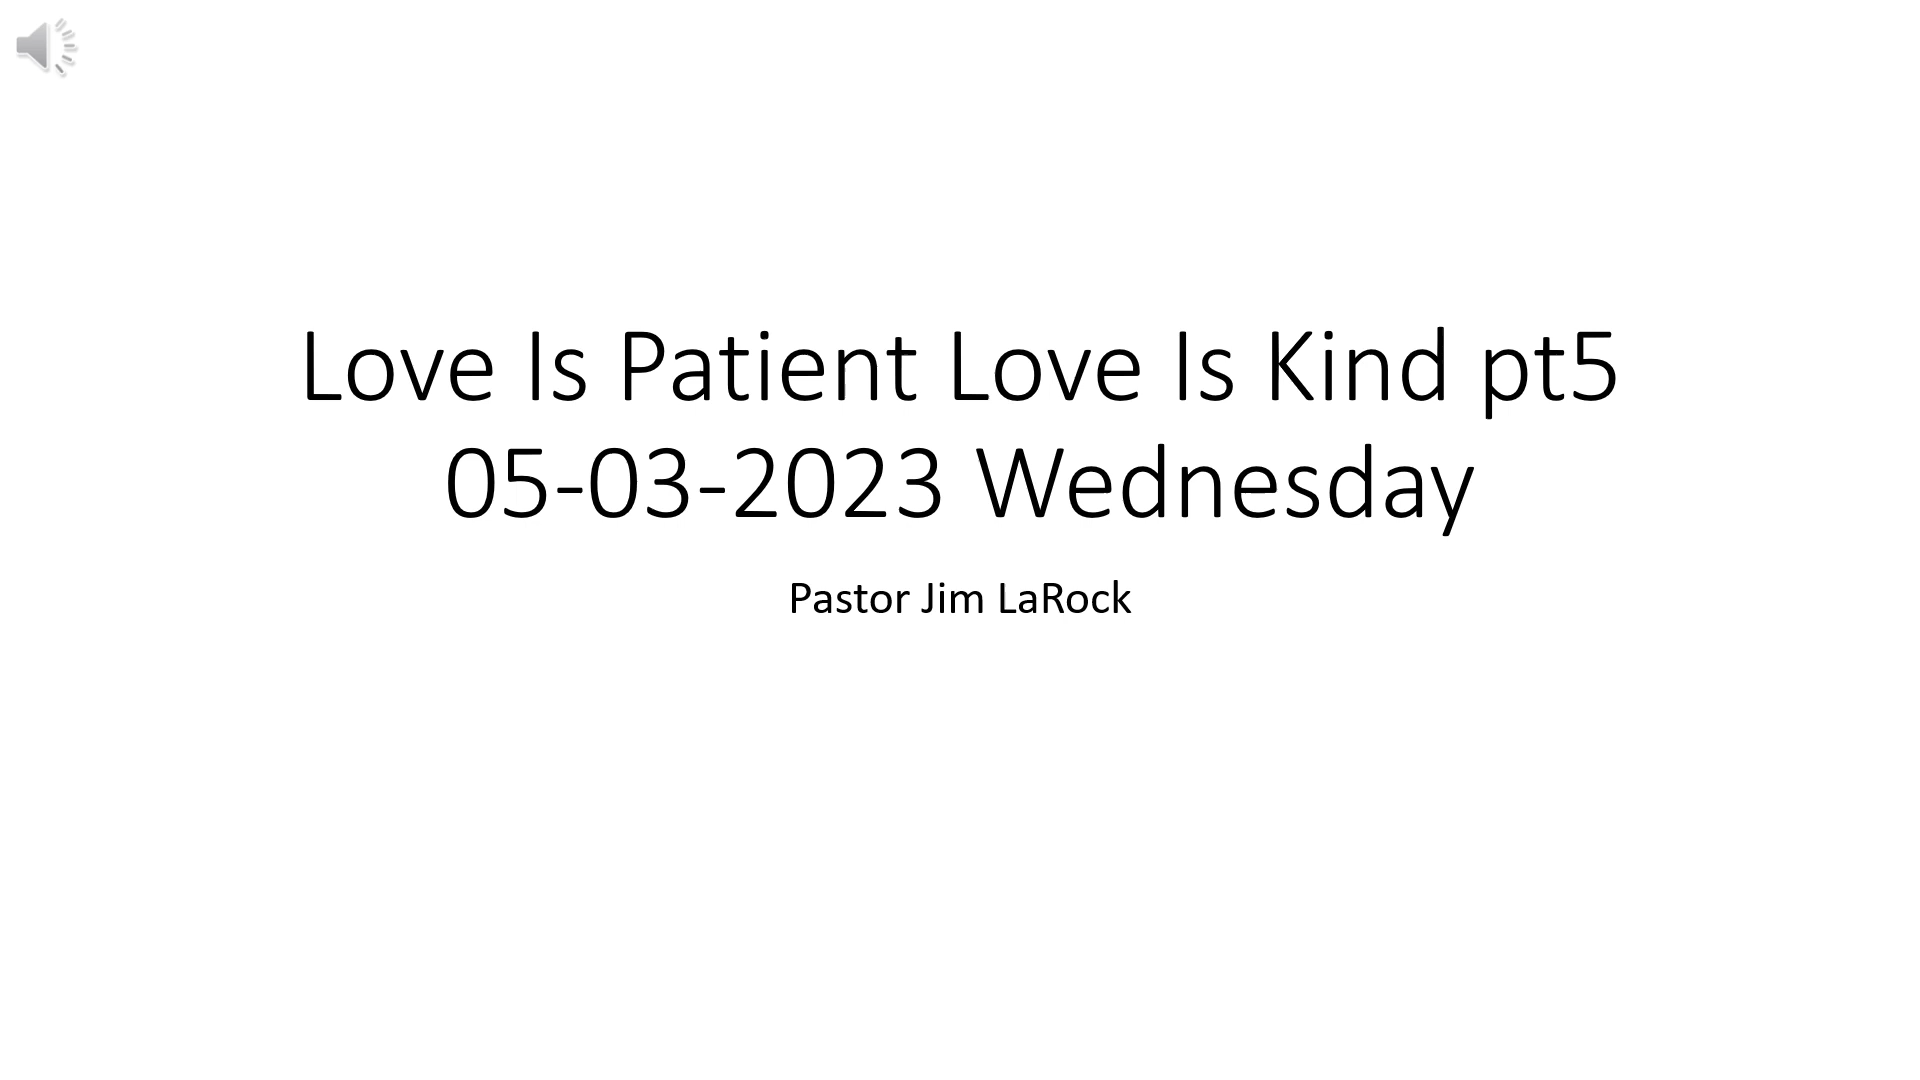 Love Is Patient Love Is Kind pt5
05-03-2023 Wednesday
Pastor Jim LaRock